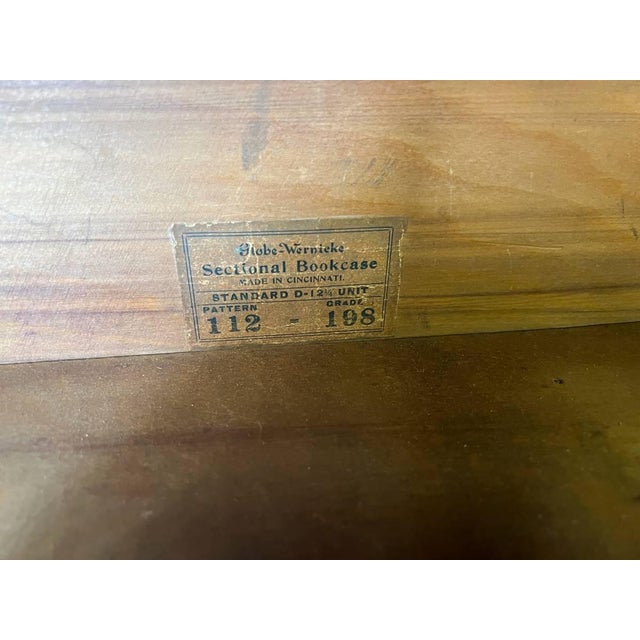 Globe-Wernicke
Sectional Bookcase
MADE IN CINCINNATI.
STANDARD D-12¼ UNIT
PATTERN GRADE
112 - 198